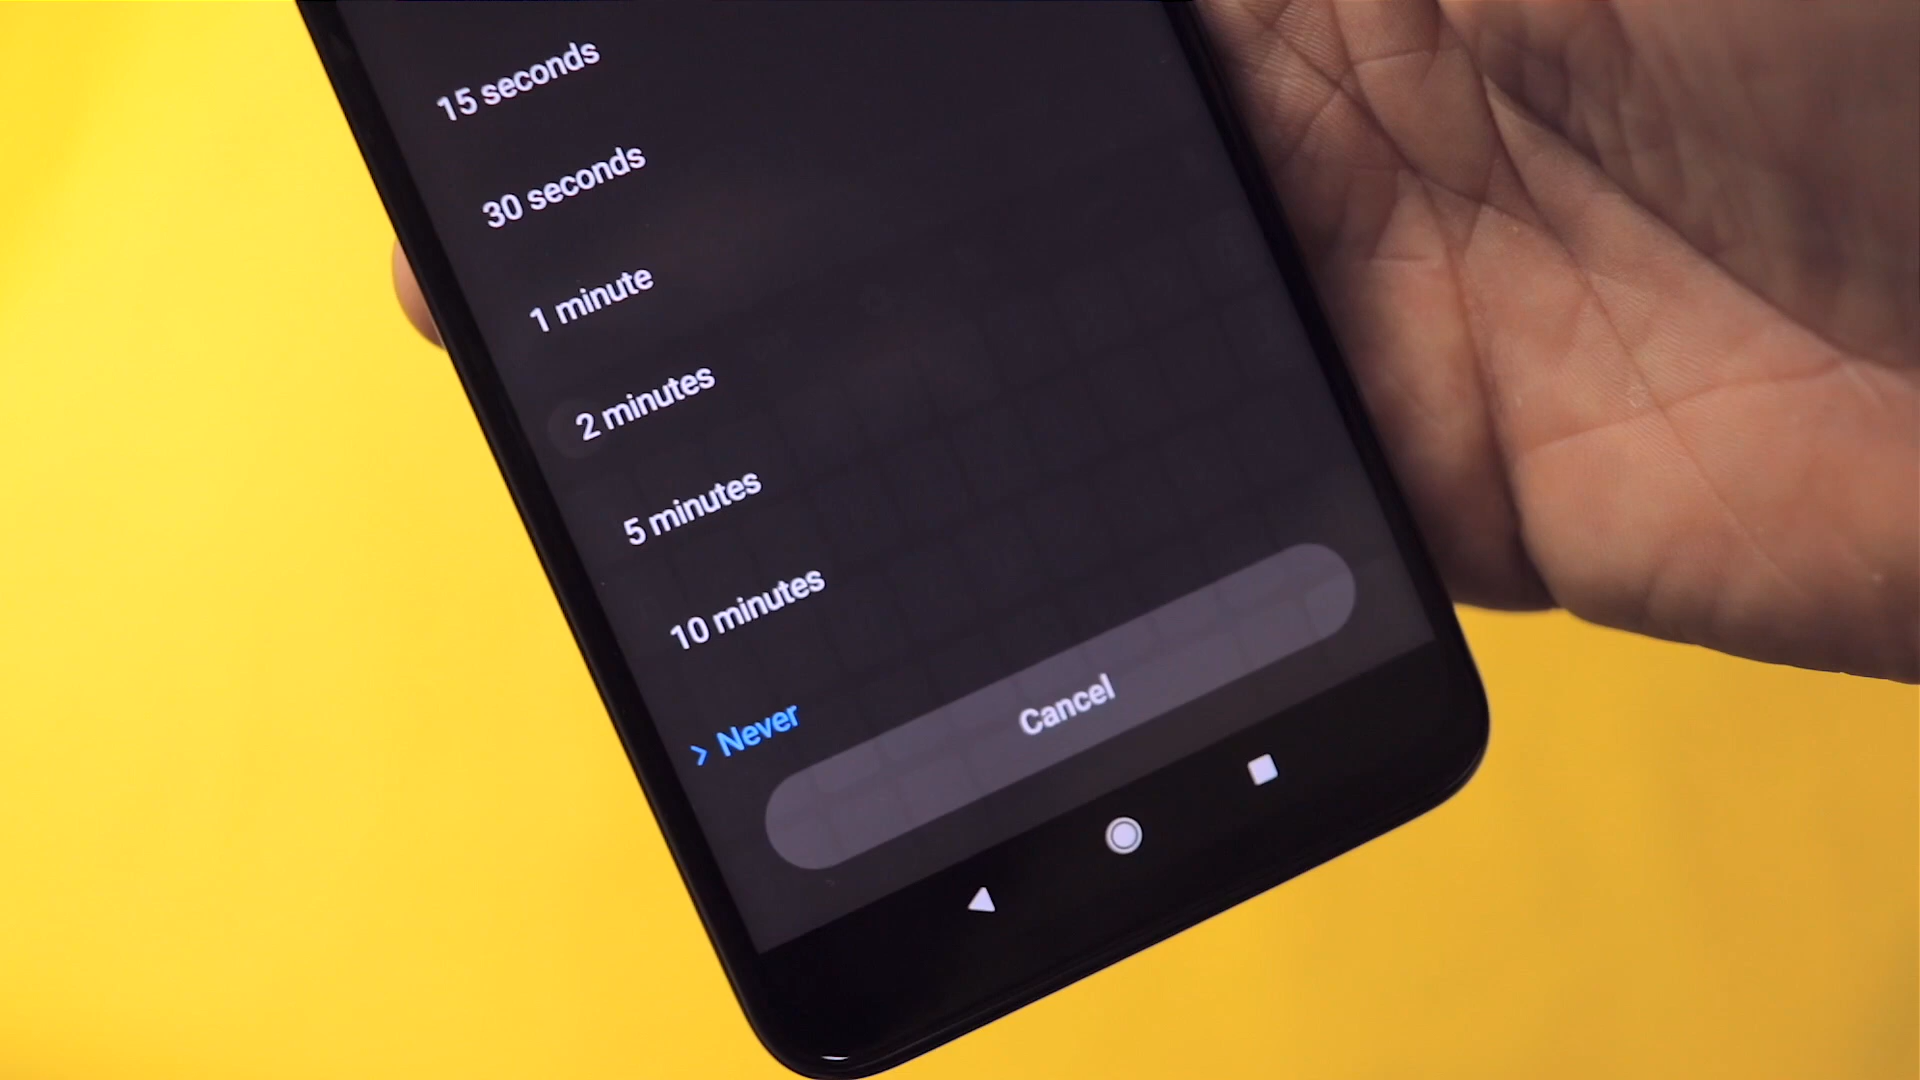 15 seconds
30 seconds
1 minute
2 minutes
5 minutes
10 minutes
> Never
Cancel